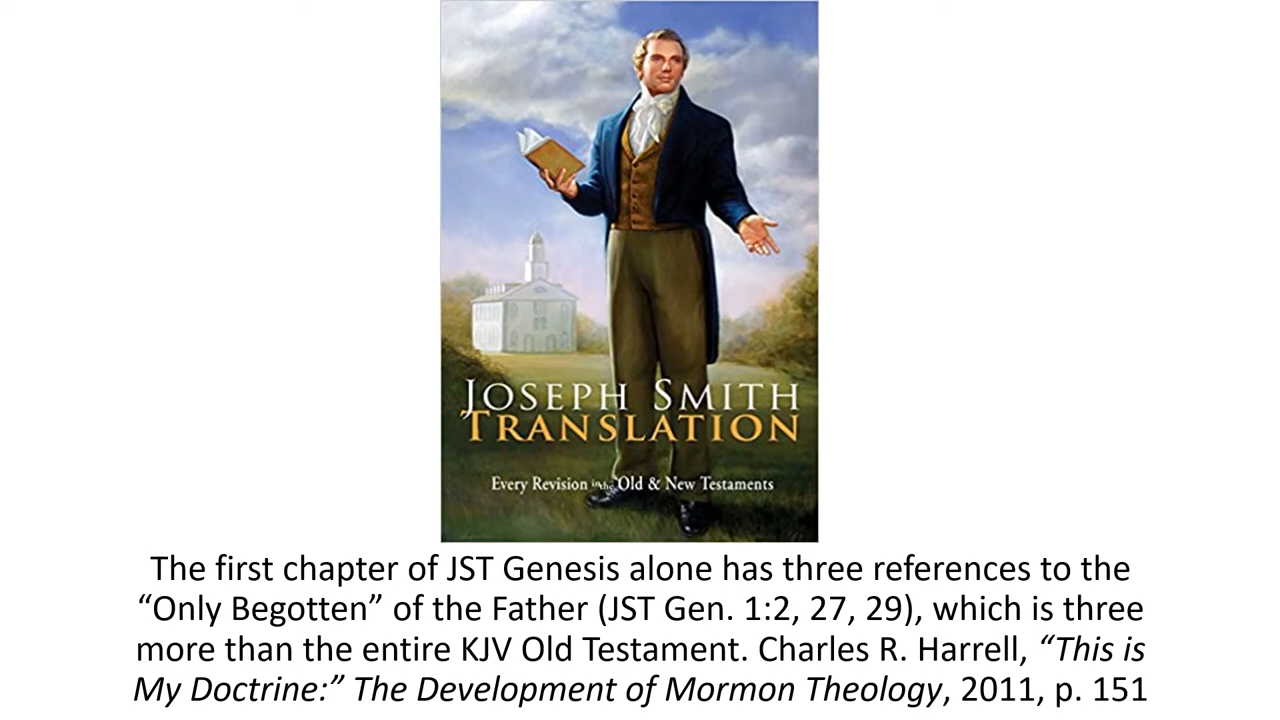 JOSEPH SMITH
TRANSLATION
Every Revision in the Old & New Testaments
The first chapter of JST Genesis alone has three references to the
“Only Begotten” of the Father (JST Gen. 1:2, 27, 29), which is three
more than the entire KJV Old Testament. Charles R. Harrell, “This is
My Doctrine:” The Development of Mormon Theology, 2011, p. 151